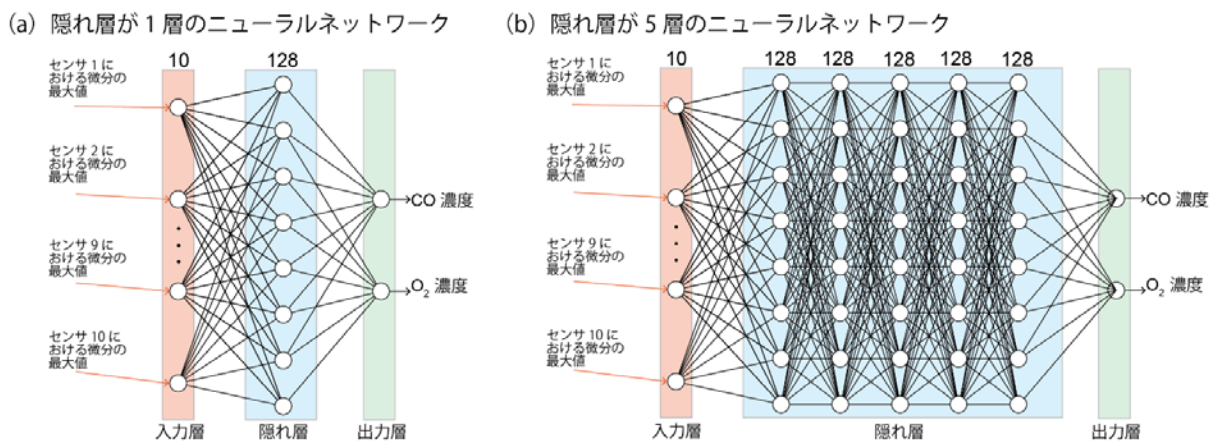 (a) 隠れ層が 1 層のニューラルネットワーク
10
128
センサ 1 に
おける微分の
最大値
センサ 2 に
おける微分の
最大値
センサ 9 に
おける微分の
最大値
センサ 10 に
おける微分の
最大値
CO 濃度
O₂ 濃度
入力層
隠れ層
出力層
(b) 隠れ層が 5 層のニューラルネットワーク
10
128 128 128 128 128
センサ 1 に
おける微分の
最大値
センサ 2 に
おける微分の
最大値
センサ 9 に
おける微分の
最大値
センサ 10 に
おける微分の
最大値
CO 濃度
O₂ 濃度
入力層
隠れ層
出力層